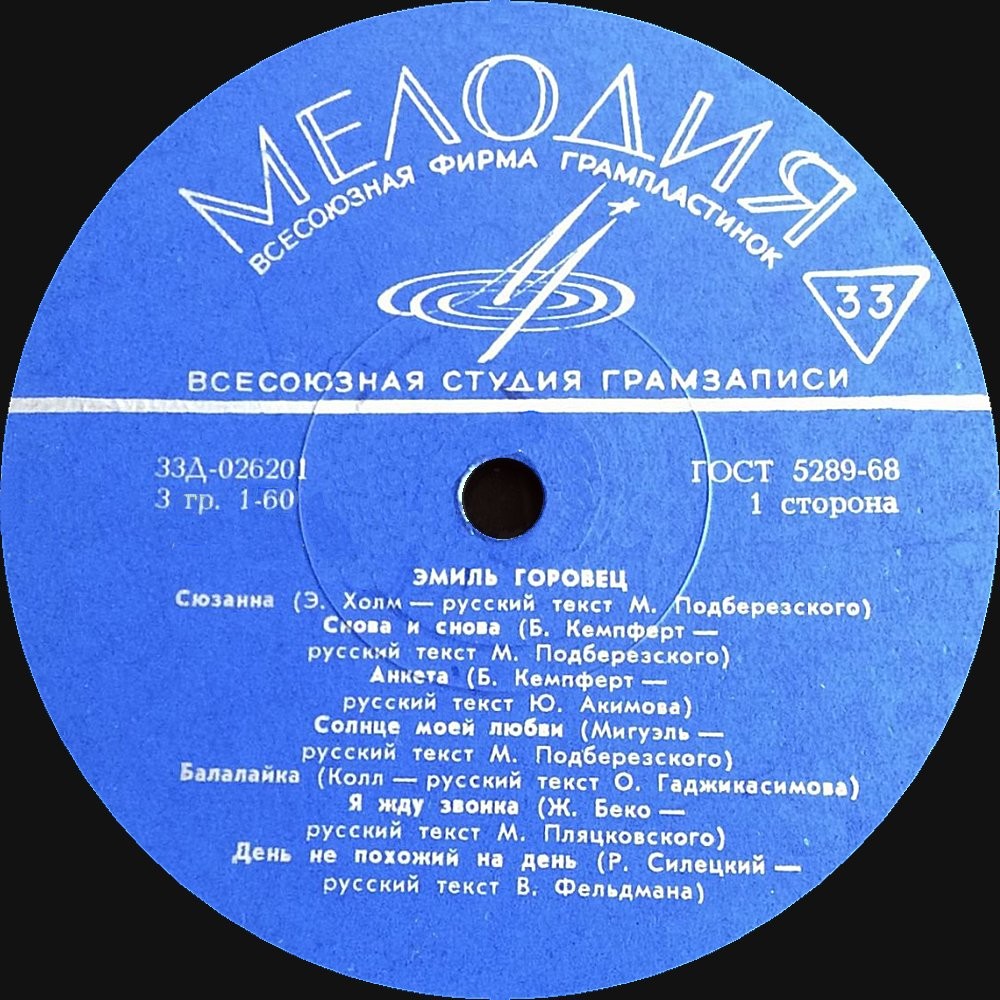 МЕЛОДИЯ
ВСЕСОЮЗНАЯ ФИРМА ГРАМПЛАСТИНОК
33
ВСЕСОЮЗНАЯ СТУДИЯ ГРАМЗАПИСИ
33Д-026201
3 гр. 1-60
ГОСТ 5289-68
1 сторона
ЭМИЛЬ ГОРОВЕЦ
Сюзанна (Э. Холм — русский текст М. Подберезского)
Снова и снова (Б. Кемпферт —
русский текст М. Подберезского)
Анкета (Б. Кемпферт —
русский текст Ю. Акимова)
Солнце моей любви (Мигуэль —
русский текст М. Подберезского)
Балалайка (Колл — русский текст О. Гаджикасимова)
Я жду звонка (Ж. Беко —
русский текст М. Пляцковского)
День не похожий на день (Р. Силецкий —
русский текст В. Фельдмана)